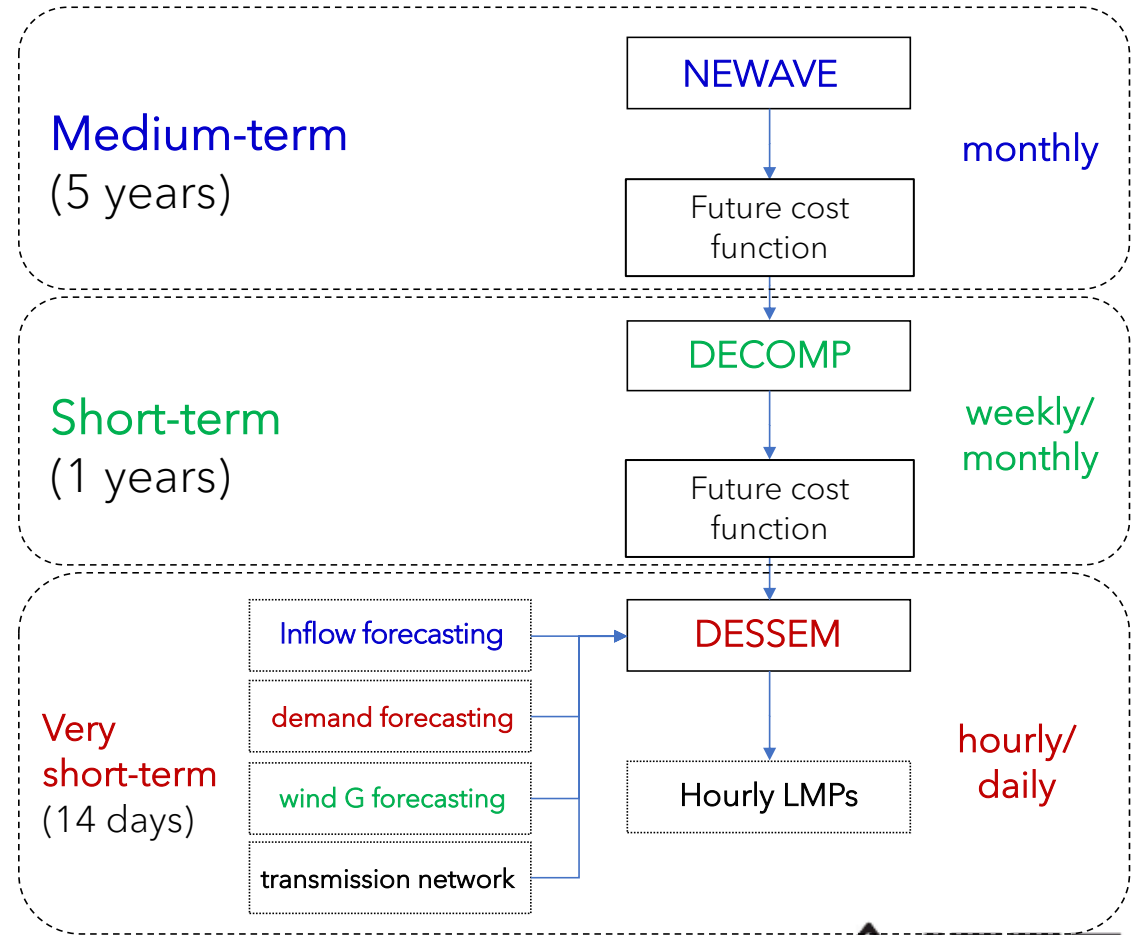 NEWAVE
Medium-term
(5 years)
monthly
Future cost
function
DECOMP
Short-term
(1 years)
weekly/
monthly
Future cost
function
Inflow forecasting
DESSEM
demand forecasting
Very
short-term
(14 days)
hourly/
daily
wind G forecasting
Hourly LMPs
transmission network